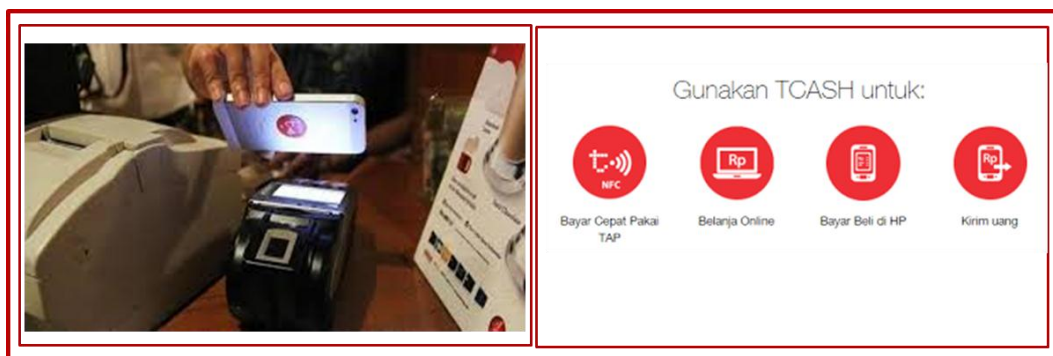 Gunakan TCASH untuk:
NFC
Rp
Rp
Bayar Cepat Pakai
TAP
Belanja Online
Bayar Beli di HP
Kirim uang